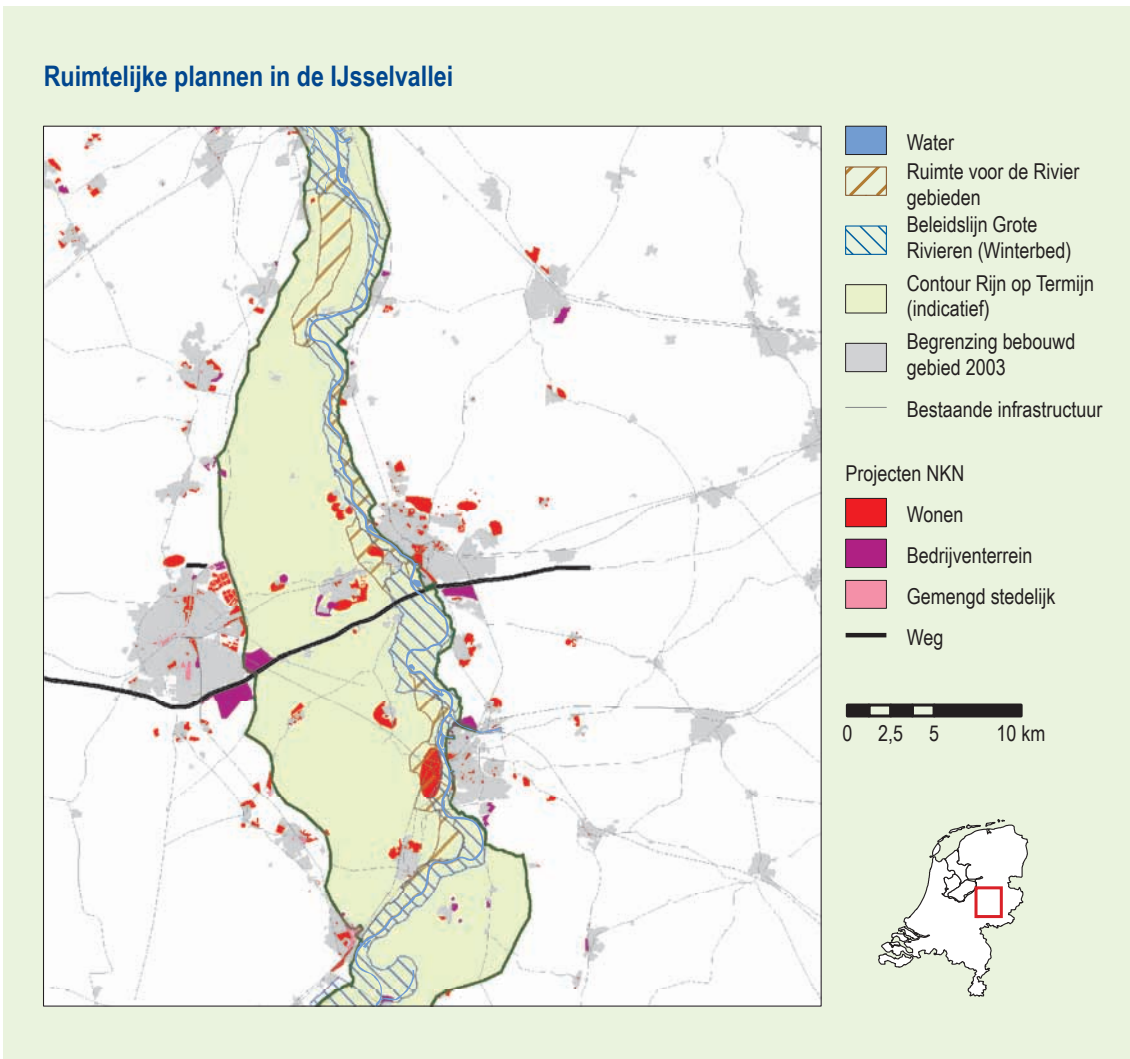 Ruimtelijke plannen in de IJsselvallei
Water
Ruimte voor de Rivier
gebieden
Beleidslijn Grote
Rivieren (Winterbed)
Contour Rijn op Termijn
(indicatief)
Begrenzing bebouwd
gebied 2003
Bestaande infrastructuur
Projecten NKN
Wonen
Bedrijventerrein
Gemengd stedelijk
Weg
0 2,5 5 10 km